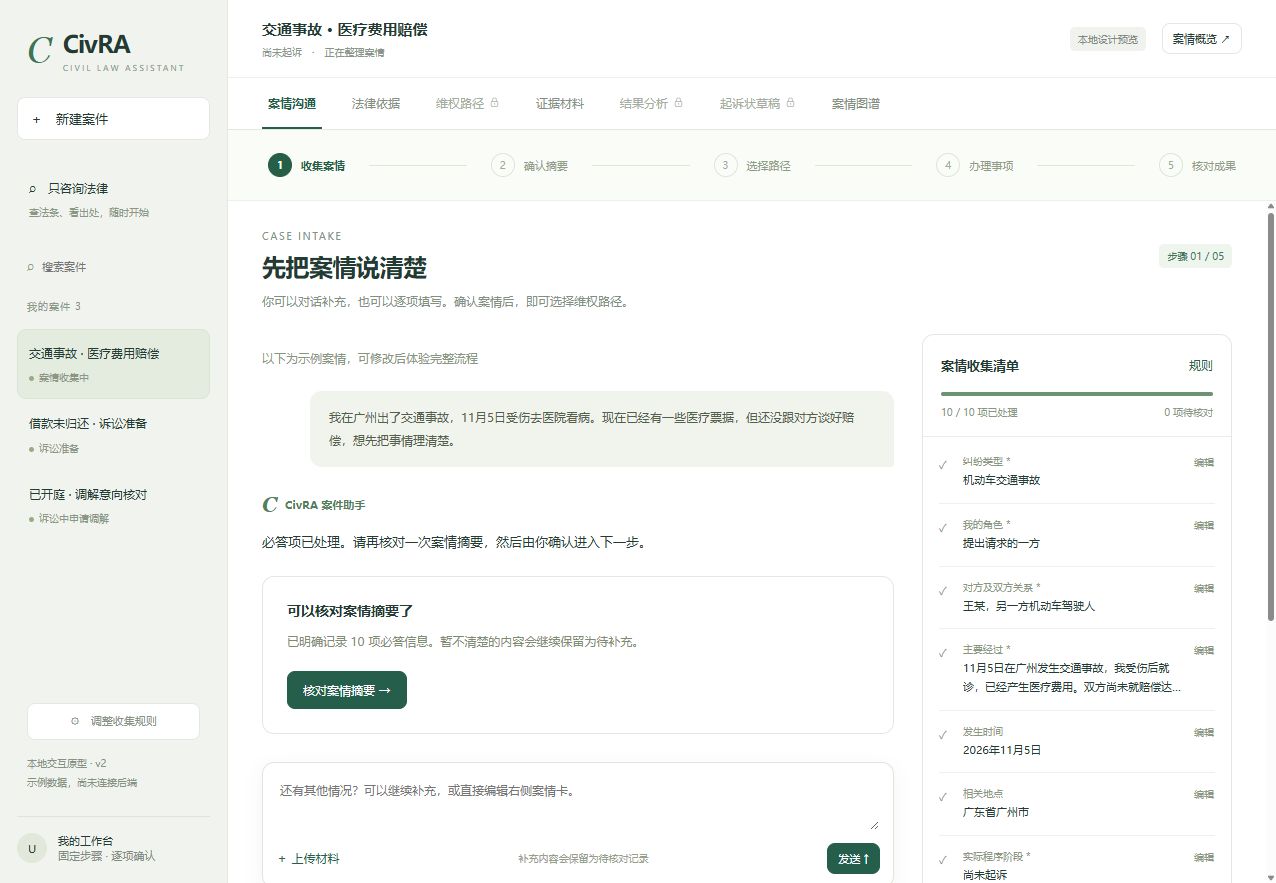 C CivRA
CIVIL LAW ASSISTANT
+ 新建案件
只咨询法律
查法条、看出处，随时开始
搜索案件
我的案件 3
交通事故 · 医疗费用赔偿
案情收集中
借款未归还 · 诉讼准备
诉讼准备
已开庭 · 调解意向核对
诉讼中申请调解
调整收集规则
本地交互原型 · v2
示例数据，尚未连接后端
U
我的工作台
固定步骤 · 逐项确认
交通事故 • 医疗费用赔偿
尚未起诉 · 正在整理案情
本地设计预览
案情概览 ↗
案情沟通 法律依据 维权路径 证据材料 结果分析 起诉状草稿 案情图谱
1 收集案情 2 确认摘要 3 选择路径 4 办理事项 5 核对成果
CASE INTAKE
先把案情说清楚
你可以对话补充，也可以逐项填写。确认案情后，即可选择维权路径。
步骤 01 / 05
以下为示例案情，可修改后体验完整流程
我在广州出了交通事故，11月5日受伤去医院看病。现在已经有一些医疗票据，但还没跟对方谈好赔
偿，想先把事情理清楚。
C CivRA 案件助手
必答项已处理。请再核对一次案情摘要，然后由你确认进入下一步。
可以核对案情摘要了
已明确记录 10 项必答信息。暂不清楚的内容会继续保留为待补充。
核对案情摘要 →
还有其他情况？可以继续补充，或直接编辑右侧案情卡。
+ 上传材料
补充内容会保留为待核对记录
发送 ↑
案情收集清单 规则
10 / 10 项已处理 0 项待核对
✓ 纠纷类型 * 编辑
机动车交通事故
✓ 我的角色 * 编辑
提出请求的一方
✓ 对方及双方关系 * 编辑
王某，另一方机动车驾驶人
✓ 主要经过 * 编辑
11月5日在广州发生交通事故，我受伤后就
诊，已经产生医疗费用。双方尚未就赔偿达...
✓ 发生时间 编辑
2026年11月5日
✓ 相关地点 编辑
广东省广州市
✓ 实际程序阶段 * 编辑
尚未起诉